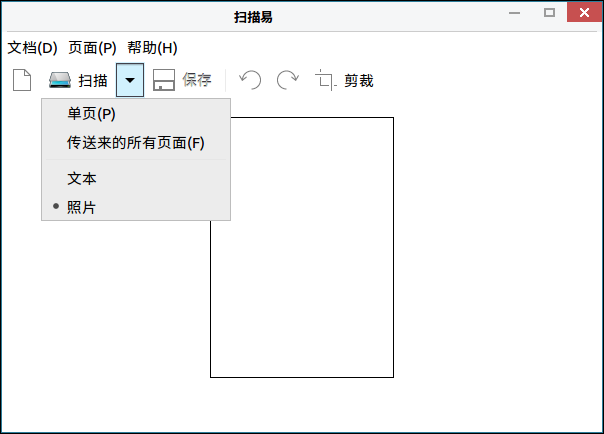 扫描易
文档(D) 页面(P) 帮助(H)
扫描 保存 剪裁
单页(P)
传送来的所有页面(F)
文本
照片